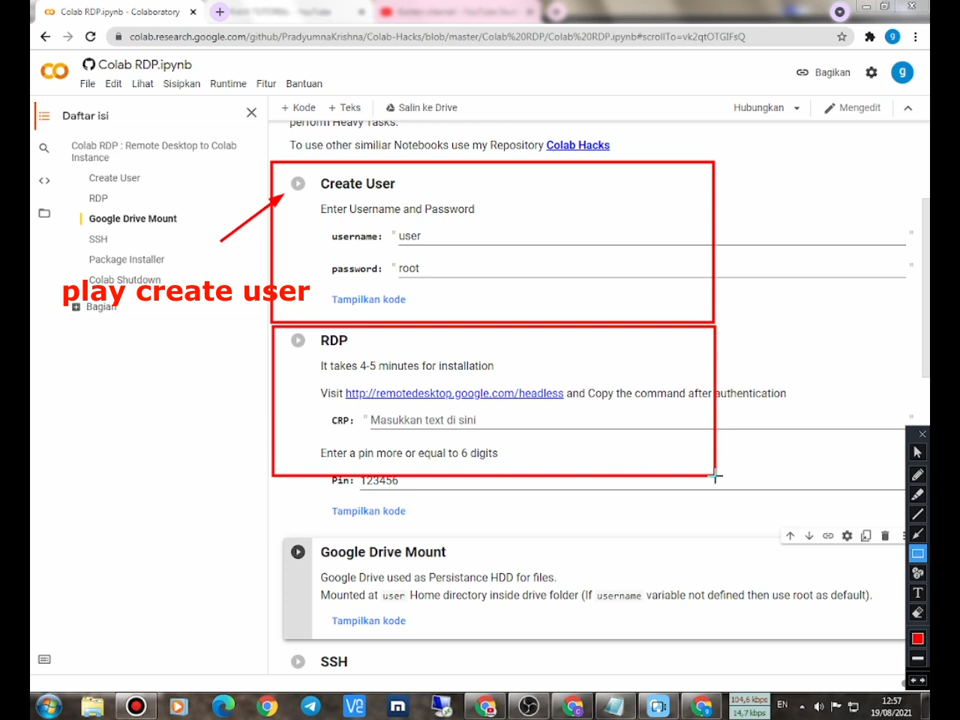 Colab RDP.ipynb - Colaboratory
colab.research.google.com/github/PradyumnaKrishna/Colab-Hacks/blob/master/Colab%20RDP/Colab%20RDP.ipynb#scrollTo=vk2qtOTGIFsQ
g
CO Colab RDP.ipynb
Bagikan
g
File Edit Lihat Sisipkan Runtime Fitur Bantuan
Daftar isi
+ Kode + Teks Salin ke Drive
Hubungkan Mengedit
perform Heavy Tasks.
To use other similiar Notebooks use my Repository Colab Hacks
Colab RDP : Remote Desktop to Colab
Instance
Create User
RDP
Google Drive Mount
SSH
Package Installer
Colab Shutdown
Bagian
play create user
Create User
Enter Username and Password
username: "user"
password: "root"
Tampilkan kode
RDP
It takes 4-5 minutes for installation
Visit http://remotedesktop.google.com/headless and Copy the command after authentication
CRP: "Masukkan text di sini"
Enter a pin more or equal to 6 digits
Pin: 123456
Tampilkan kode
Google Drive Mount
Google Drive used as Persistance HDD for files.
Mounted at user Home directory inside drive folder (If username variable not defined then use root as default).
Tampilkan kode
SSH
T
104,6 kbps
14,7 kbps
EN
12:57
19/08/2021